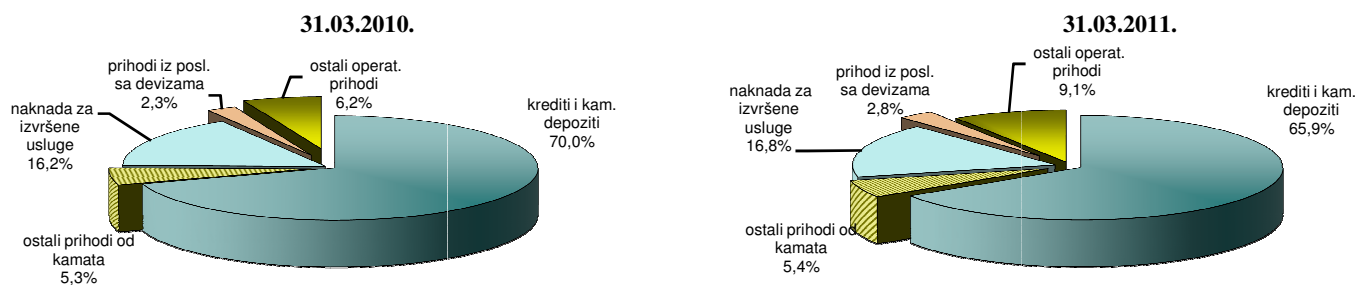 31.03.2010.
prihodi iz posl.
sa devizama
2,3%
ostali operat.
prihodi
6,2%
naknada za
izvršene
usluge
16,2%
krediti i kam.
depoziti
70,0%
ostali prihodi od
kamata
5,3%
31.03.2011.
prihod iz posl.
sa devizama
2,8%
ostali operat.
prihodi
9,1%
naknada za
izvršene
usluge
16,8%
krediti i kam.
depoziti
65,9%
ostali prihodi od
kamata
5,4%